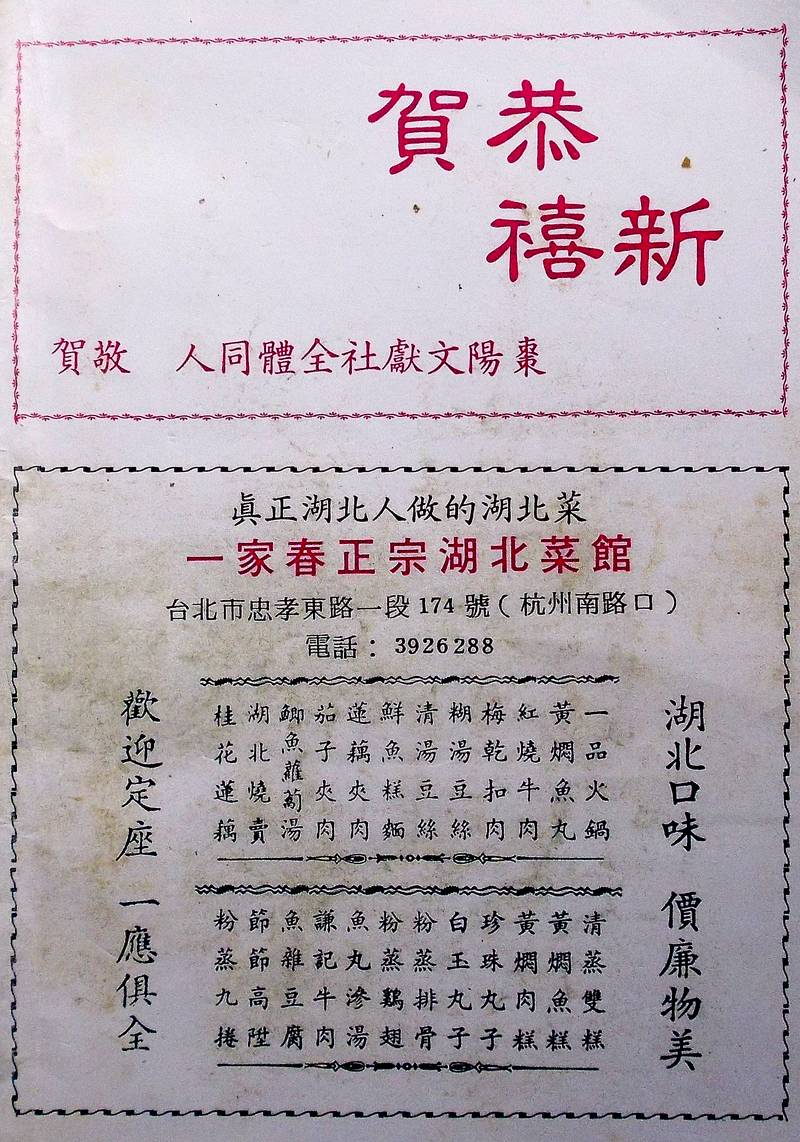 恭賀
新禧
棗陽文獻社全體同人　敬賀
眞正湖北人做的湖北菜
一家春正宗湖北菜館
台北市忠孝東路一段174號（杭州南路口）
電話：3926288
湖北口味　價廉物美
一品火鍋
黃燜魚丸
紅燒牛肉
梅乾扣肉
糊湯豆絲
清湯豆絲
鮮魚糕麵
蓮藕夾肉
茄子夾肉
鯽魚蘿蔔湯
湖北燒賣
桂花蓮藕
清蒸雙糕
黃燜魚糕
黃燜肉糕
珍珠丸子
白玉丸子
粉蒸排骨
粉蒸鷄翅
魚丸滲湯
謙記牛肉
魚雜豆腐
節節高陞
粉蒸九捲
歡迎定座　一應俱全